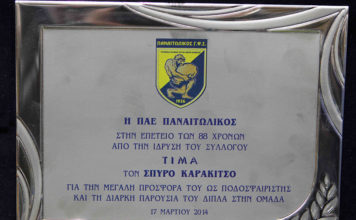 ΠΑΝΑΙΤΩΛΙΚΟΣ Γ.Φ.Σ.
1926
Η ΠΑΕ ΠΑΝΑΙΤΩΛΙΚΟΣ
ΣΤΗΝ ΕΠΕΤΕΙΟ ΤΩΝ 88 ΧΡΟΝΩΝ
ΑΠΟ ΤΗΝ ΙΔΡΥΣΗ ΤΟΥ ΣΥΛΛΟΓΟΥ
ΤΙΜΑ
ΤΟΝ ΣΠΥΡΟ ΚΑΡΑΚΙΤΣΟ
ΓΙΑ ΤΗΝ ΜΕΓΑΛΗ ΠΡΟΣΦΟΡΑ ΤΟΥ ΩΣ ΠΟΔΟΣΦΑΙΡΙΣΤΗΣ
ΚΑΙ ΤΗ ΔΙΑΡΚΗ ΠΑΡΟΥΣΙΑ ΤΟΥ ΔΙΠΛΑ ΣΤΗΝ ΟΜΑΔΑ
17 ΜΑΡΤΙΟΥ 2014